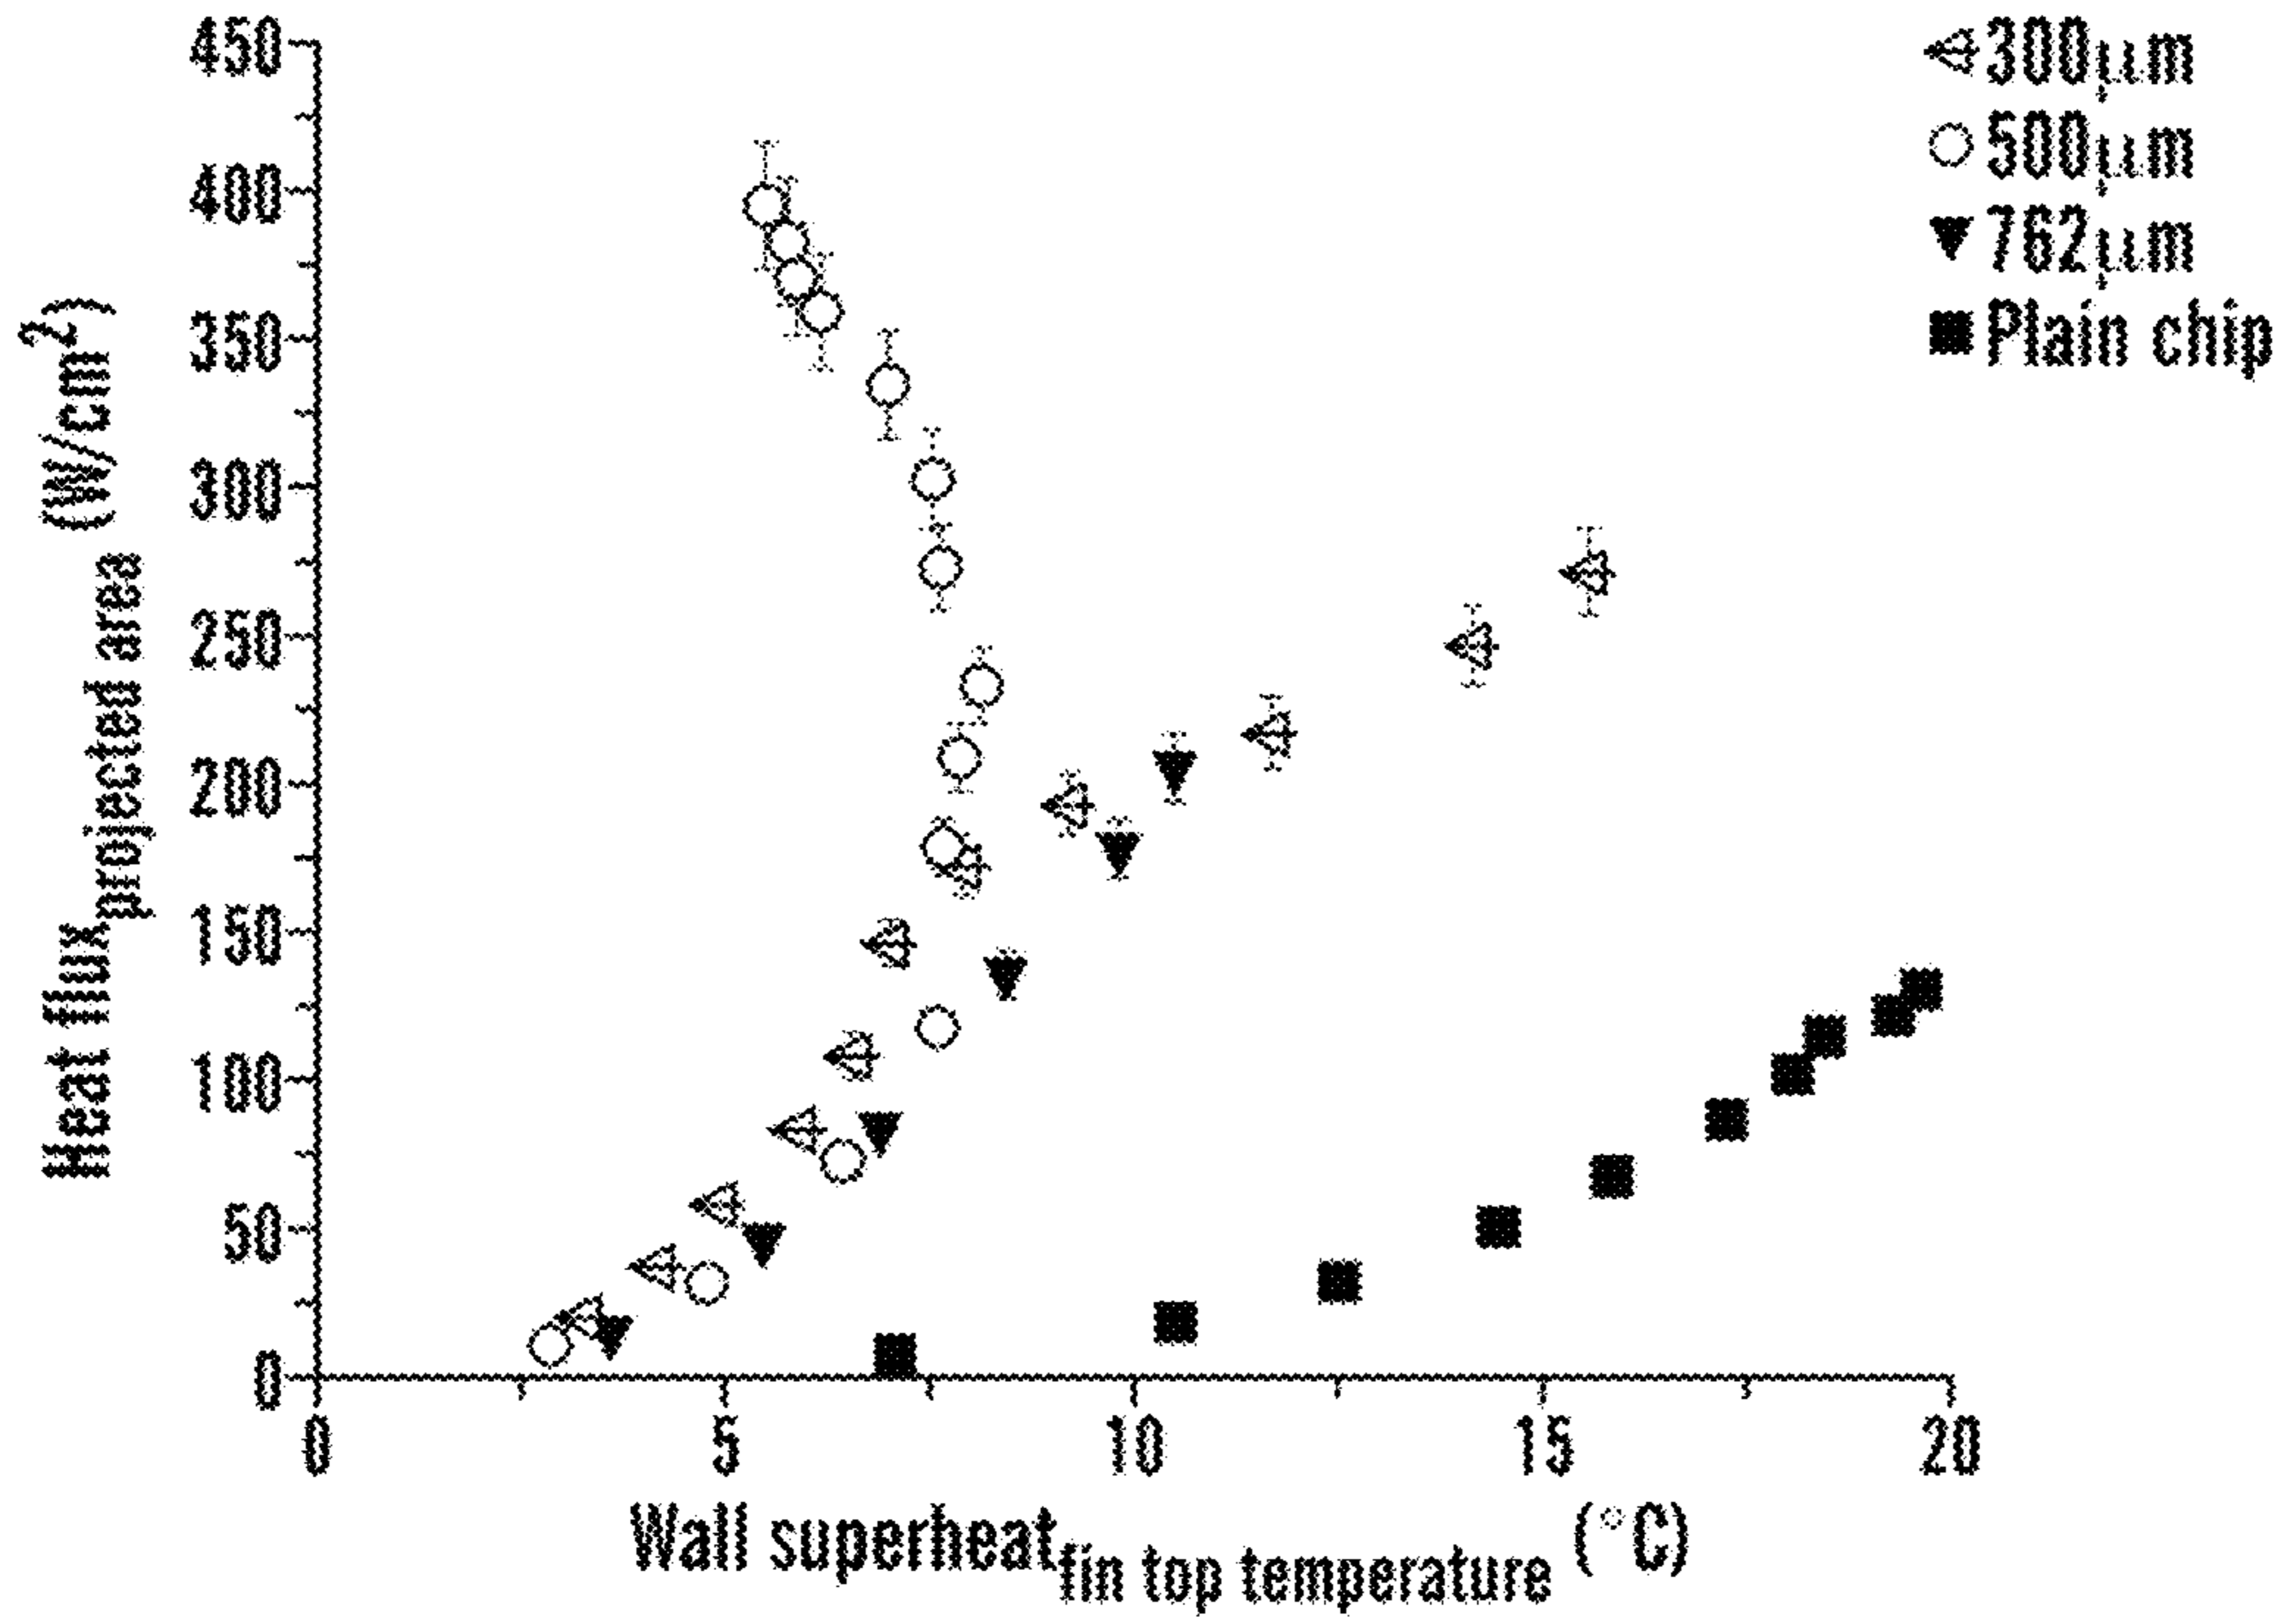 450
400
350
300
250
200
150
100
50
0
0 5 10 15 20
Heat flux projected area (W/cm²)
Wall superheat fin top temperature (°C)
300μm
500μm
762μm
Plain chip